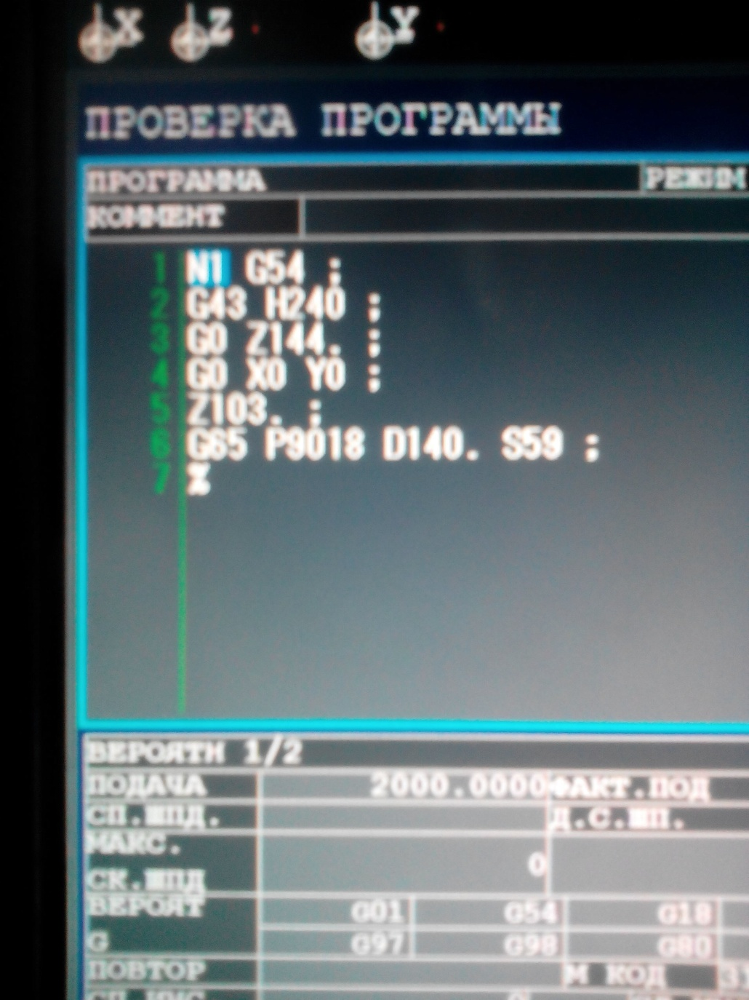 X Z Y
ПРОВЕРКА ПРОГРАММЫ
ПРОГРАММА РЕЖИМ
КОММЕНТ
1 N1 G54 ;
2 G43 H240 ;
3 G0 Z144. ;
4 G0 X0 Y0 ;
5 Z103. ;
6 G65 P9018 D140. S59 ;
7 %
ВЕРОЯТН 1/2
ПОДАЧА 2000.0000 ФАКТ.ПОД
СП.ШПД. Д.С.ШП.
МАКС.
0
СК.ШПД
ВЕРОЯТ G01 G54 G18
G G97 G98 G80
ПОВТОР М КОД